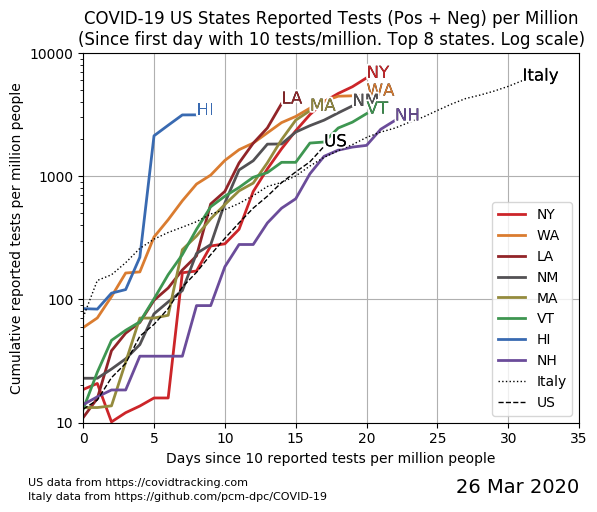 COVID-19 US States Reported Tests (Pos + Neg) per Million
(Since first day with 10 tests/million. Top 8 states. Log scale)
Cumulative reported tests per million people
10000
1000
100
10
NY
WA
LA
NM
MA
VT
HI
NH
US
Italy
NY
WA
LA
NM
MA
VT
HI
NH
Italy
US
0 5 10 15 20 25 30 35
Days since 10 reported tests per million people
US data from https://covidtracking.com
Italy data from https://github.com/pcm-dpc/COVID-19
26 Mar 2020